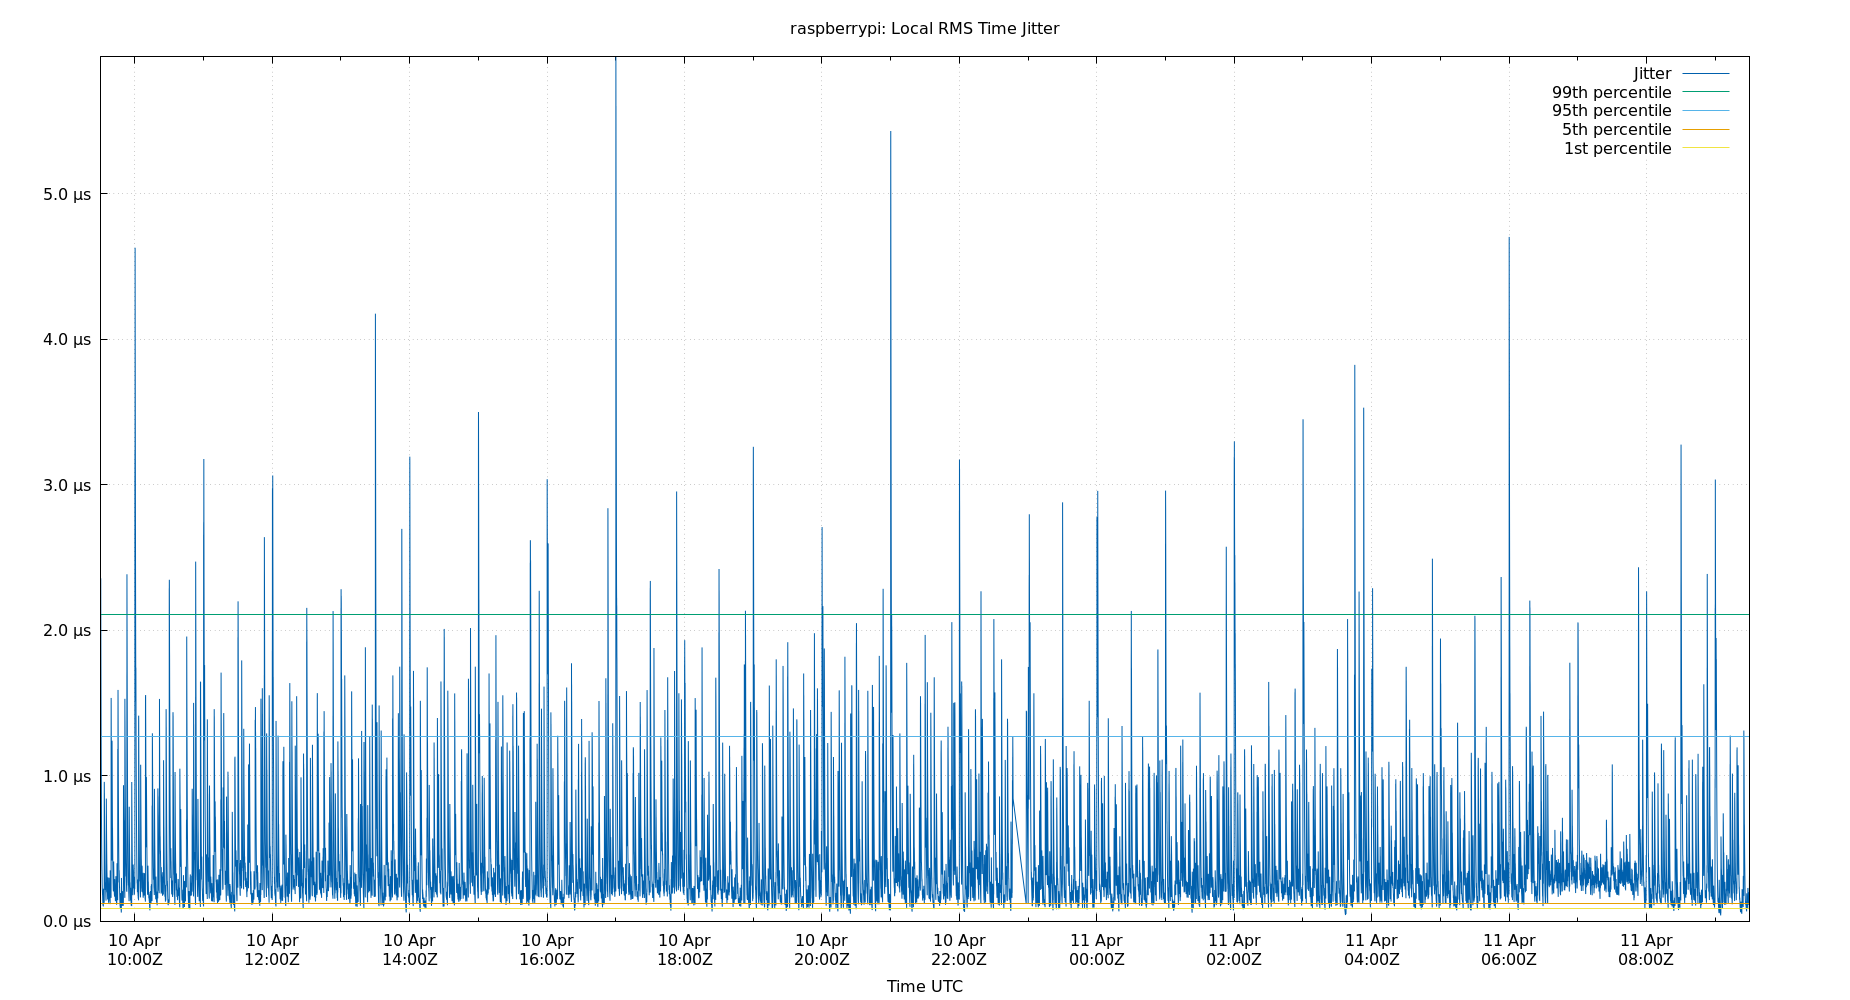 raspberrypi: Local RMS Time Jitter
Jitter
99th percentile
95th percentile
5th percentile
1st percentile
5.0 µs
4.0 µs
3.0 µs
2.0 µs
1.0 µs
0.0 µs
10 Apr 10 Apr 10 Apr 10 Apr 10 Apr 10 Apr 10 Apr 11 Apr 11 Apr 11 Apr 11 Apr 11 Apr
10:00Z 12:00Z 14:00Z 16:00Z 18:00Z 20:00Z 22:00Z 00:00Z 02:00Z 04:00Z 06:00Z 08:00Z
Time UTC